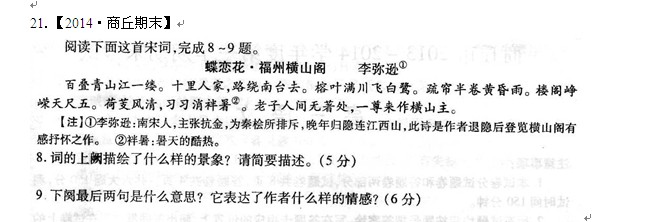 21.【2014·商丘期末】
阅读下面这首宋词,完成8~9题。
蝶恋花·福州横山阁 李弥逊①
百叠青山江一缕。十里人家,路绕南台去。榕叶满川飞白鹭。疏帘半卷黄昏雨。楼阁峥
嵘天尺五。荷芰风清,习习消袢暑②。老子人间无著处,一尊来作横山主。
【注】①李弥逊:南宋人,主张抗金,为秦桧所排斥,晚年归隐连江西山,此诗是作者退隐后登览横山阁有
感抒怀之作。 ②袢暑:暑天的酷热。
8. 词的上阕描绘了什么样的景象?请简要描述。(5分)
9. 下阕最后两句是什么意思?它表达了作者什么样的情感?(6分)